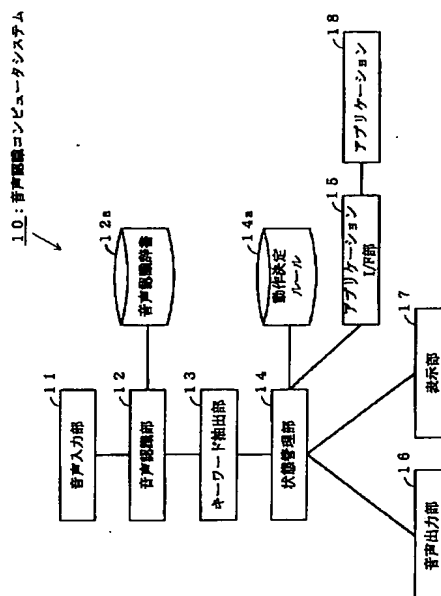 10：音声認識コンピュータシステム
11
音声入力部
12
音声認識部
12a
音声認識辞書
13
キーワード抽出部
14
状態管理部
14a
動作決定
ルール
15
アプリケーション
I/F部
18
アプリケーション
16
音声出力部
17
表示部